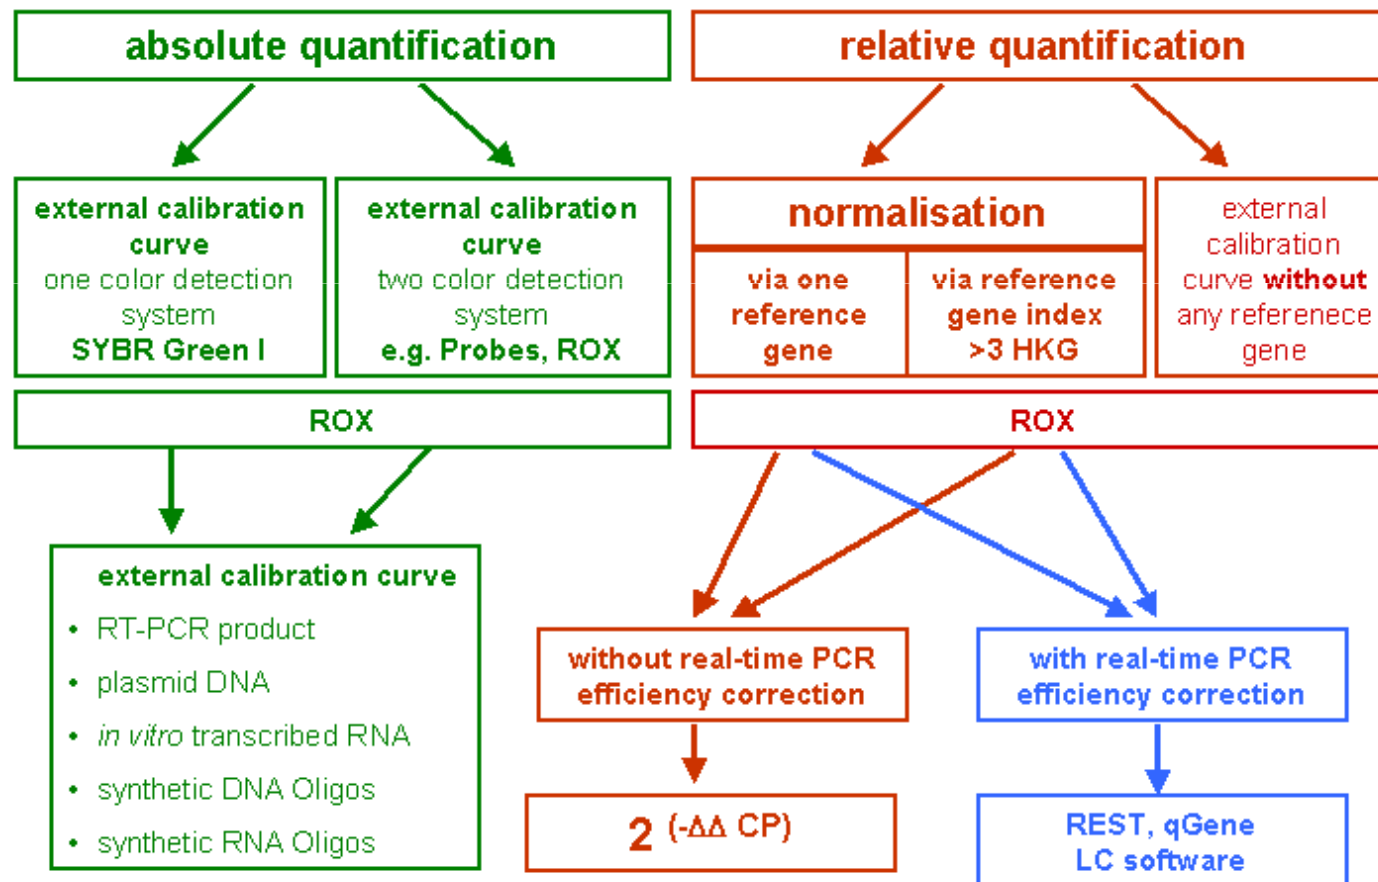 absolute quantification
relative quantification
external calibration
curve
one color detection
system
SYBR Green I
external calibration
curve
two color detection
system
e.g. Probes, ROX
normalisation
via one
reference
gene
via reference
gene index
>3 HKG
external
calibration
curve without
any referenece
gene
ROX
ROX
external calibration curve
• RT-PCR product
• plasmid DNA
• in vitro transcribed RNA
• synthetic DNA Oligos
• synthetic RNA Oligos
without real-time PCR
efficiency correction
with real-time PCR
efficiency correction
2 (-ΔΔ CP)
REST, qGene
LC software